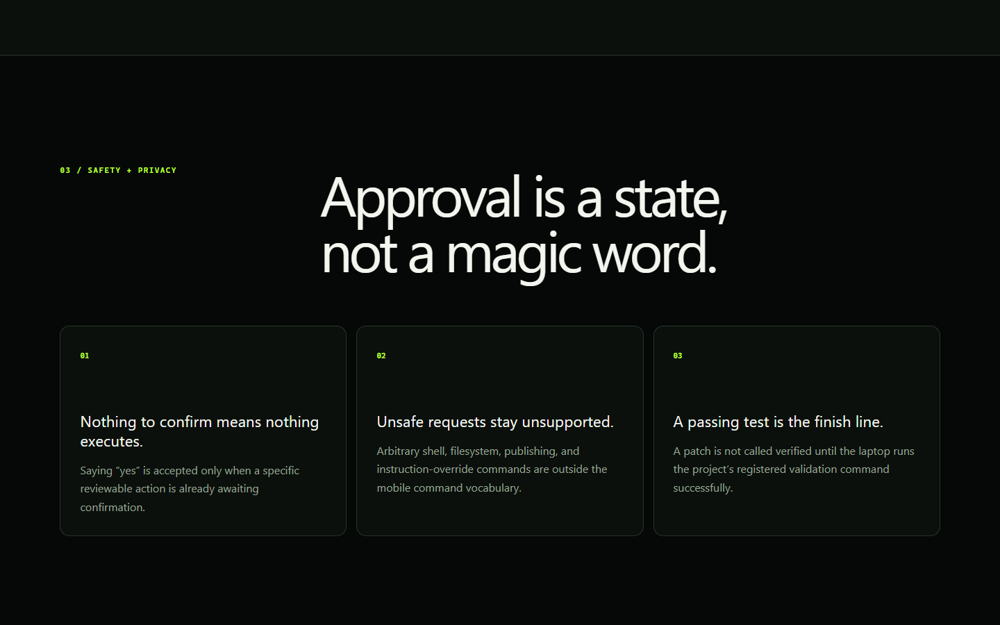 03 / SAFETY + PRIVACY
Approval is a state,
not a magic word.
01
Nothing to confirm means nothing
executes.
Saying “yes” is accepted only when a specific
reviewable action is already awaiting
confirmation.
02
Unsafe requests stay unsupported.
Arbitrary shell, filesystem, publishing, and
instruction-override commands are outside the
mobile command vocabulary.
03
A passing test is the finish line.
A patch is not called verified until the laptop runs
the project’s registered validation command
successfully.